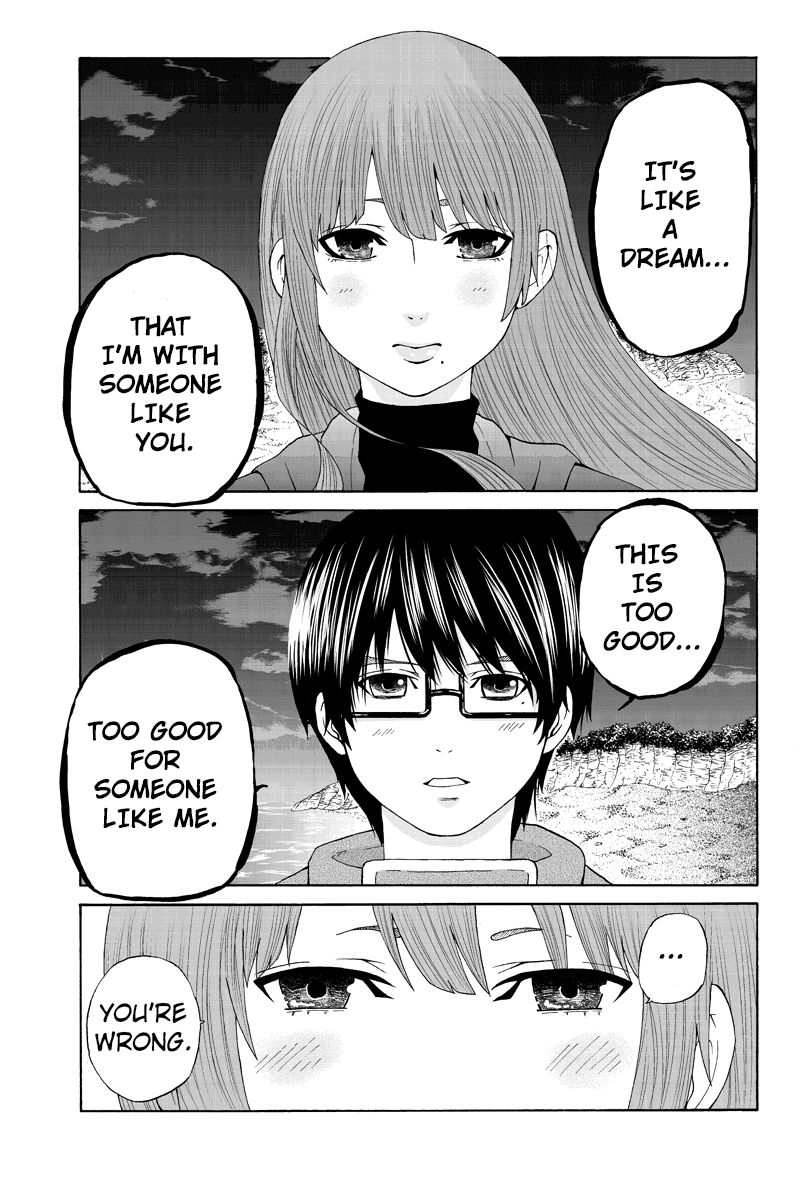 IT'S
LIKE
A
DREAM...
THAT
I'M WITH
SOMEONE
LIKE
YOU.
THIS
IS
TOO
GOOD...
TOO GOOD
FOR
SOMEONE
LIKE ME.
...
YOU'RE
WRONG.